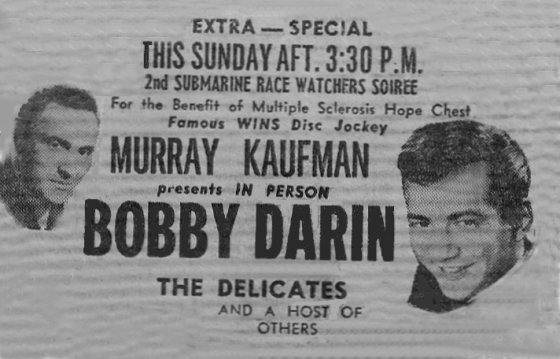 EXTRA — SPECIAL
THIS SUNDAY AFT. 3:30 P.M.
2nd SUBMARINE RACE WATCHERS SOIREE
For the Benefit of Multiple Sclerosis Hope Chest
Famous WINS Disc Jockey
MURRAY KAUFMAN
presents IN PERSON
BOBBY DARIN
THE DELICATES
AND A HOST OF
OTHERS